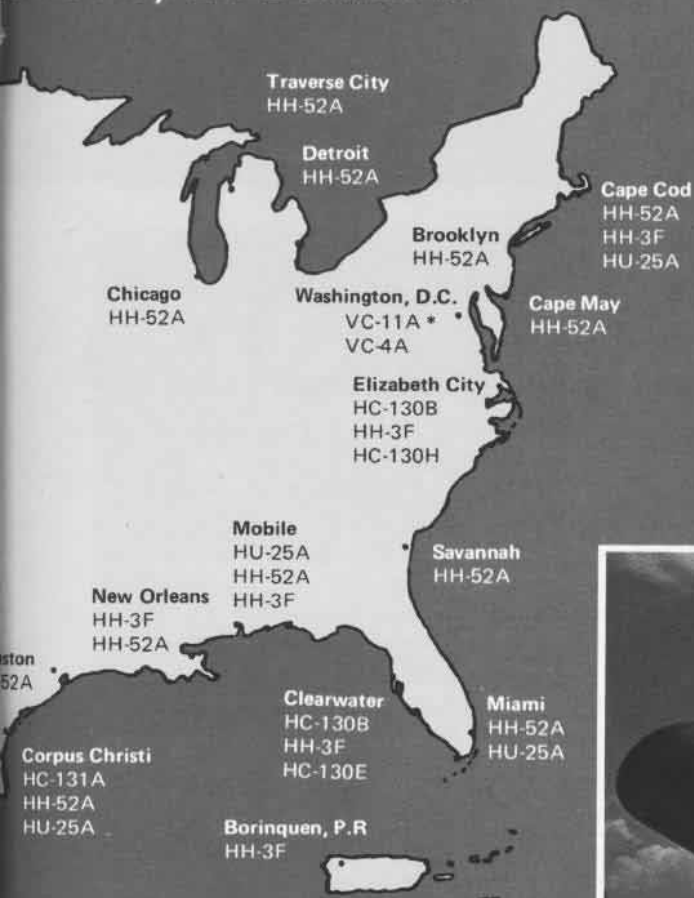 Traverse City
HH-52A
Detroit
HH-52A
Cape Cod
HH-52A
HH-3F
HU-25A
Brooklyn
HH-52A
Chicago
HH-52A
Washington, D.C.
VC-11A *
VC-4A
Cape May
HH-52A
Elizabeth City
HC-130B
HH-3F
HC-130H
Mobile
HU-25A
HH-52A
HH-3F
Savannah
HH-52A
New Orleans
HH-3F
HH-52A
ston
52A
Clearwater
HC-130B
HH-3F
HC-130E
Miami
HH-52A
HU-25A
Corpus Christi
HC-131A
HH-52A
HU-25A
Borinquen, P.R
HH-3F